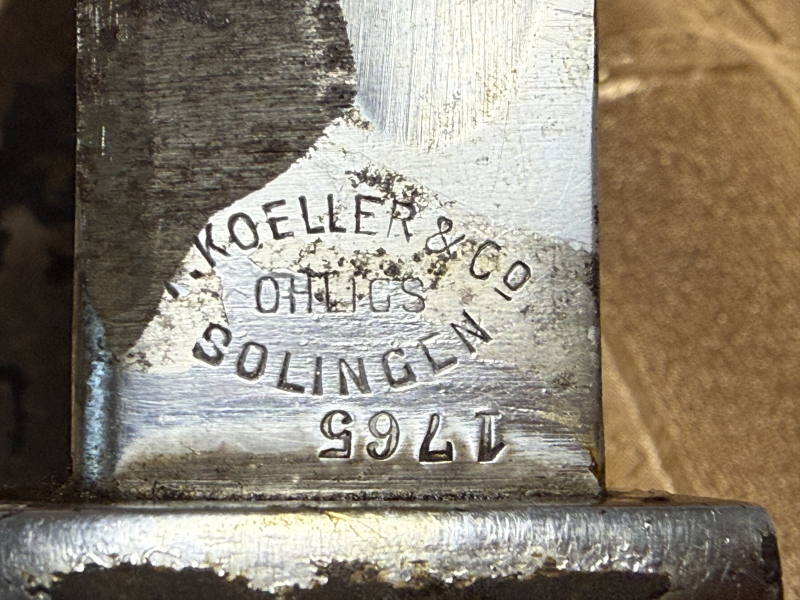 KOELLER & Co
OHLIGS
SOLINGEN
1765